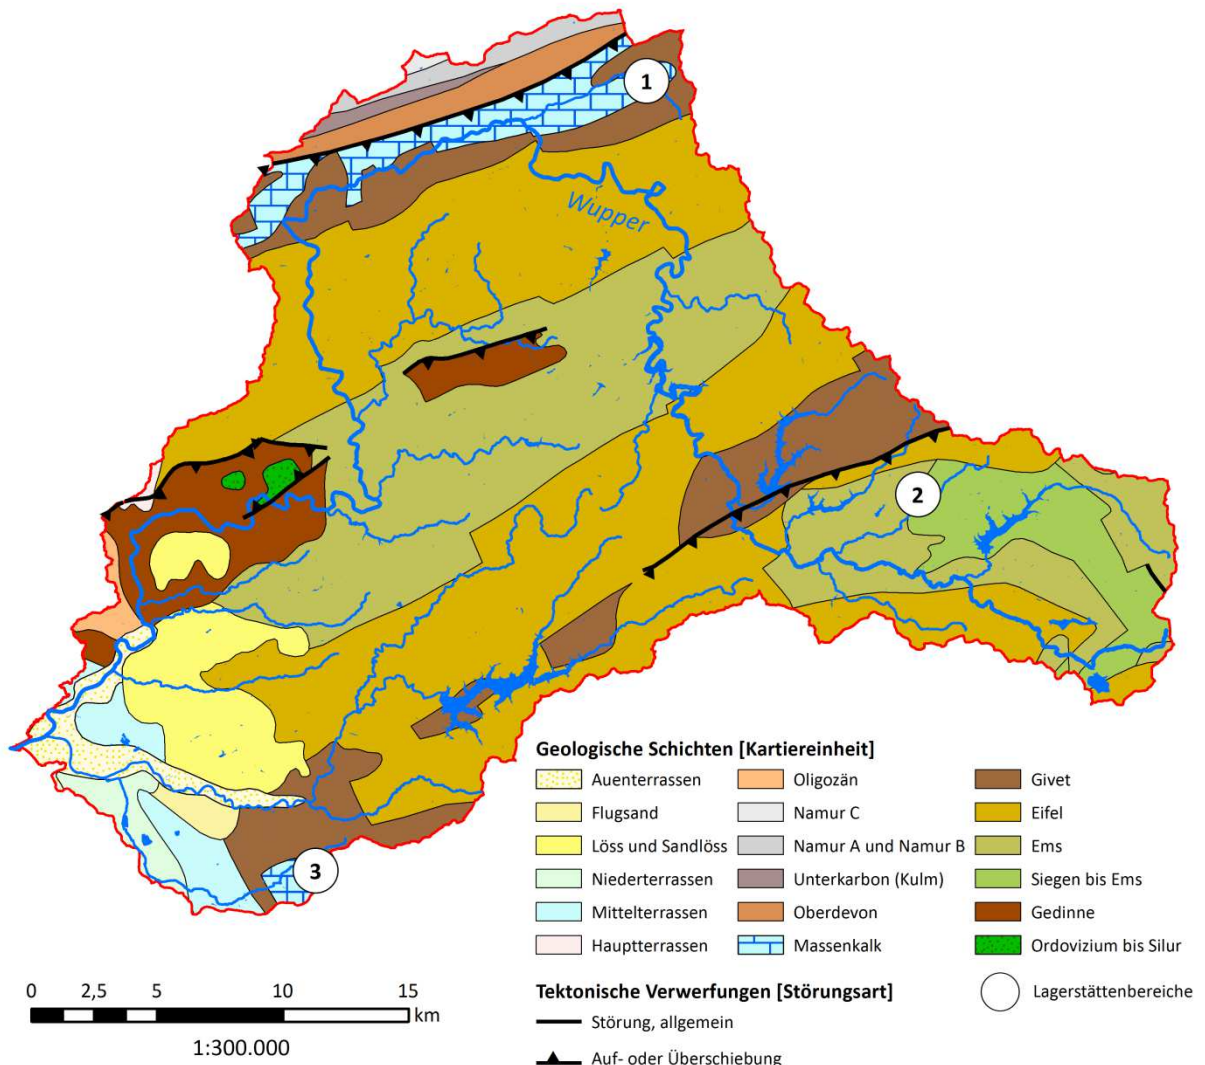 1
Wupper
2
3
Geologische Schichten [Kartiereinheit]
Auenterrassen
Oligozän
Givet
Flugsand
Namur C
Eifel
Löss und Sandlöss
Namur A und Namur B
Ems
Niederterrassen
Unterkarbon (Kulm)
Siegen bis Ems
Mittelterrassen
Oberdevon
Gedinne
Hauptterrassen
Massenkalk
Ordovizium bis Silur
Tektonische Verwerfungen [Störungsart]
Lagerstättenbereiche
Störung, allgemein
Auf- oder Überschiebung
0 2,5 5 10 15
km
1:300.000